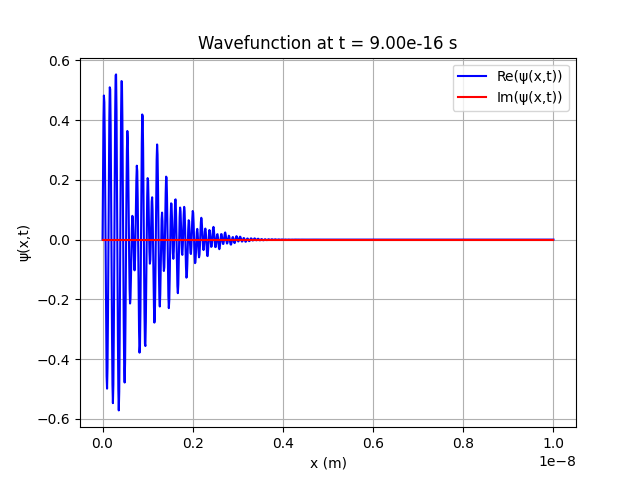 Wavefunction at t = 9.00e-16 s
Re(ψ(x,t))
Im(ψ(x,t))
ψ(x,t)
0.6
0.4
0.2
0.0
−0.2
−0.4
−0.6
0.0 0.2 0.4 0.6 0.8 1.0
1e−8
x (m)